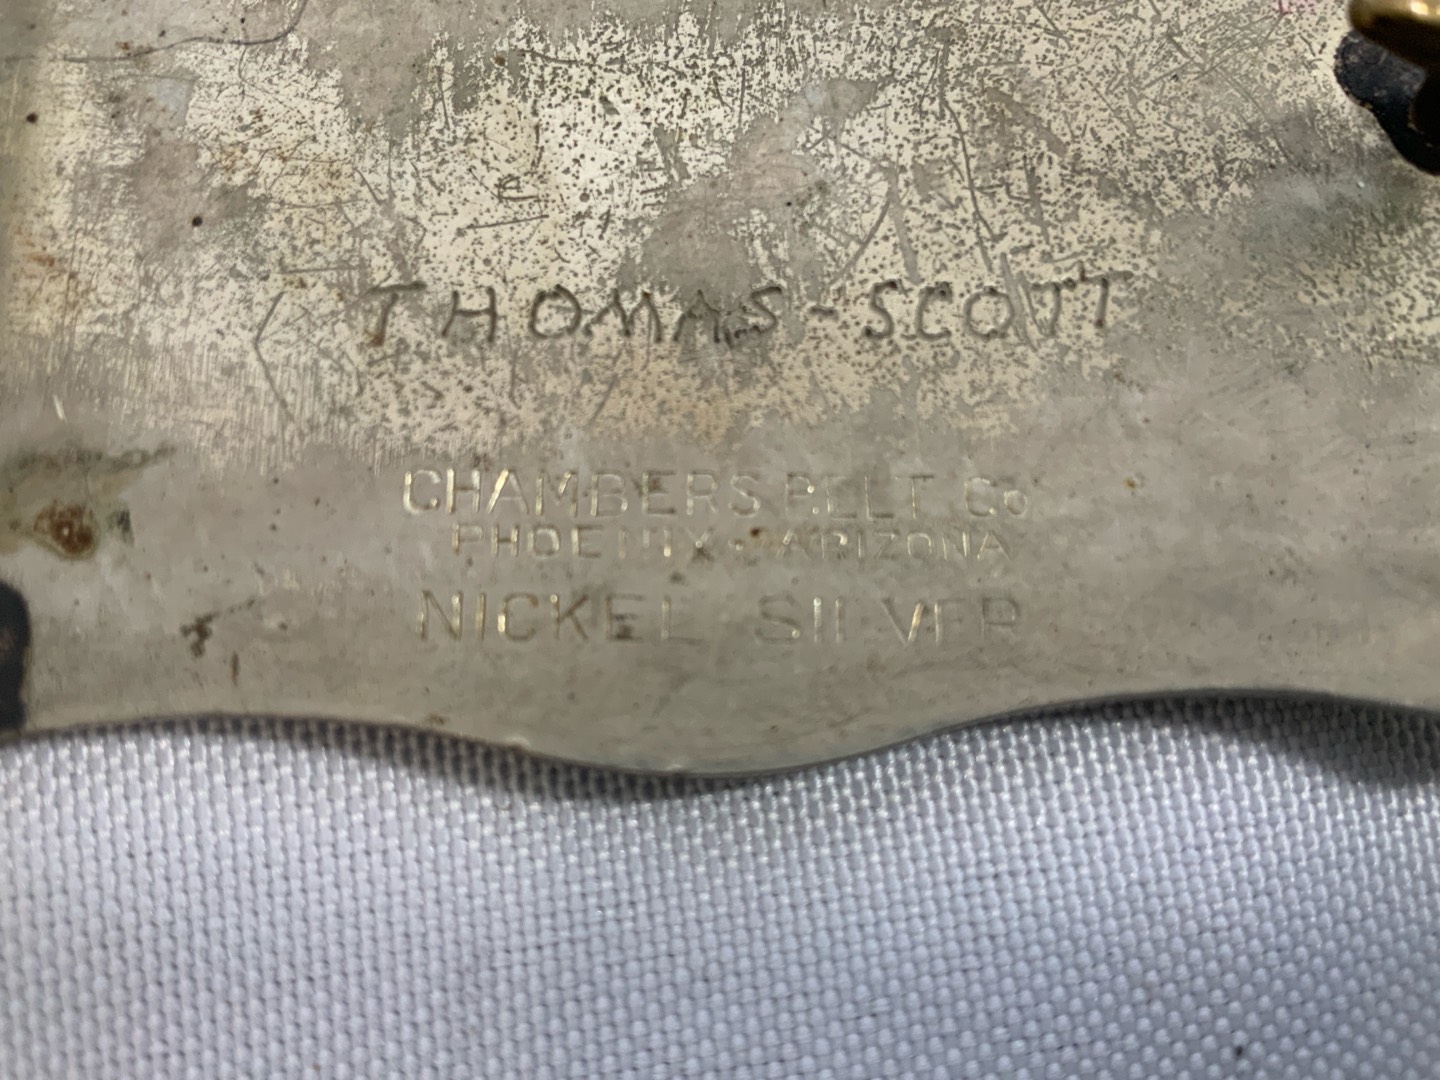 THOMAS-SCOTT
CHAMBERS BELT Co
PHOENIX•ARIZONA
NICKEL SILVER